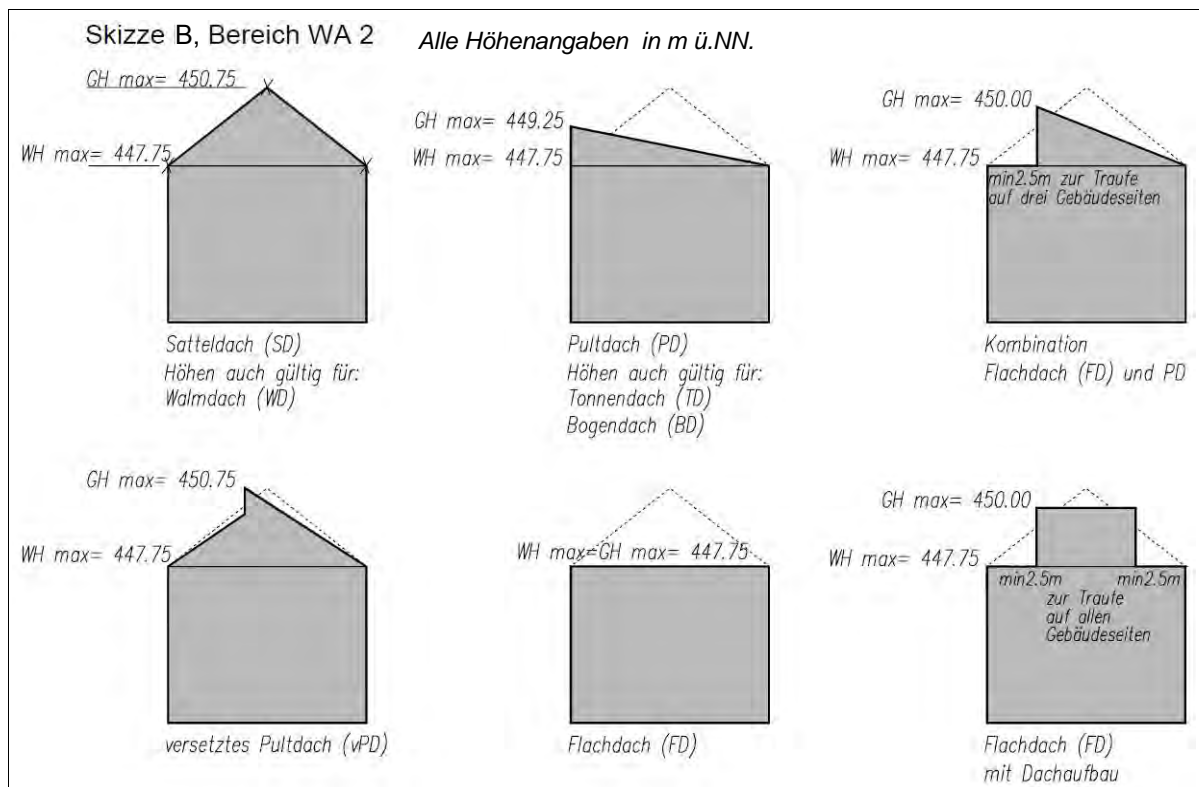 Skizze B, Bereich WA 2
Alle Höhenangaben in m ü.NN.
GH max= 450.75
WH max= 447.75
Satteldach (SD)
Höhen auch gültig für:
Walmdach (WD)
GH max= 449.25
WH max= 447.75
Pultdach (PD)
Höhen auch gültig für:
Tonnendach (TD)
Bogendach (BD)
GH max= 450.00
WH max= 447.75
min2.5m zur Traufe
auf drei Gebäudeseiten
Kombination
Flachdach (FD) und PD
GH max= 450.75
WH max= 447.75
versetztes Pultdach (vPD)
WH max=GH max= 447.75
Flachdach (FD)
GH max= 450.00
WH max= 447.75
min2.5m
min2.5m
zur Traufe
auf allen
Gebäudeseiten
Flachdach (FD)
mit Dachaufbau